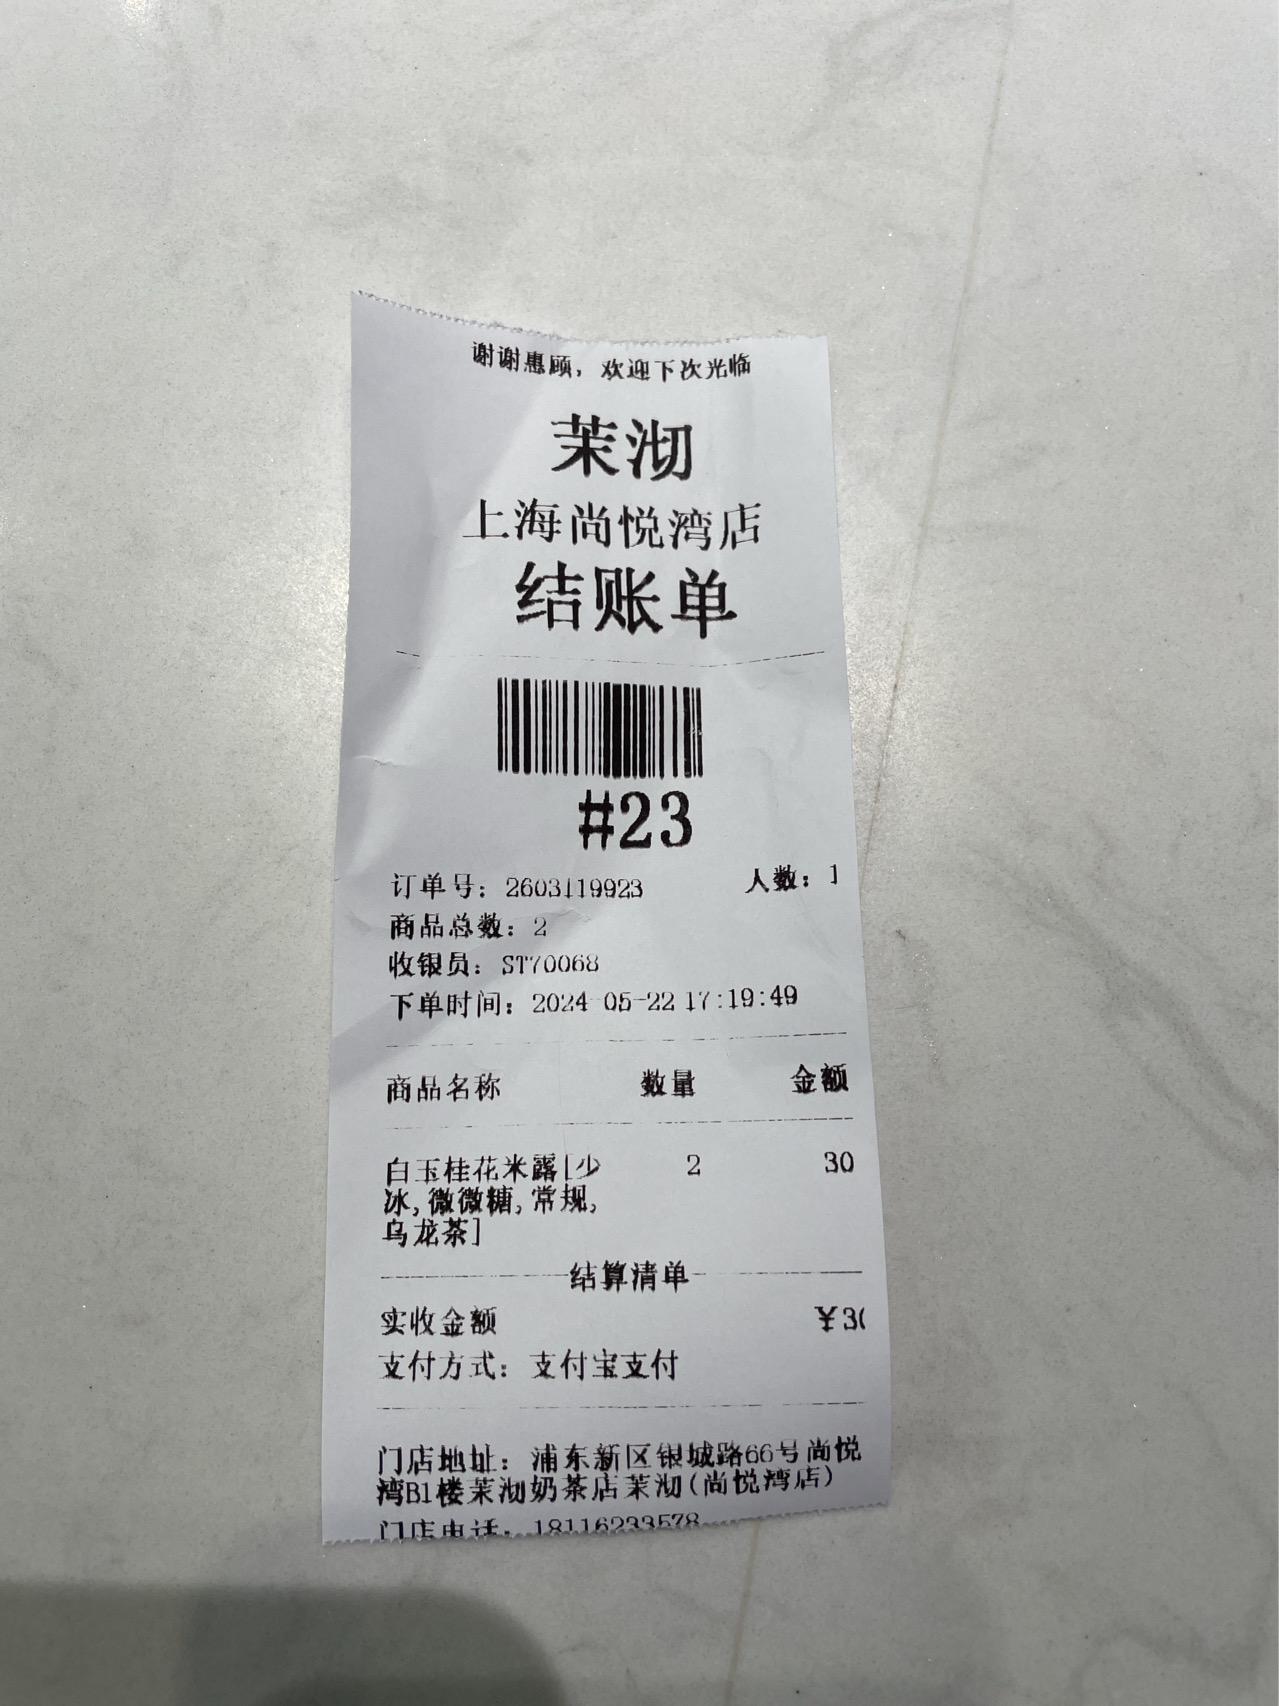 谢谢惠顾，欢迎下次光临
茉沏
上海尚悦湾店
结账单
#23
订单号：2603119923 人数：1
商品总数：2
收银员：ST70068
下单时间：2024-05-22 17:19:49
商品名称 数量 金额
白玉桂花米露[少 2 30
冰,微微糖,常规,
乌龙茶]
结算清单
实收金额 ￥30
支付方式：支付宝支付
门店地址：浦东新区银城路66号尚悦
湾B1楼茉沏奶茶店茉沏(尚悦湾店)
门店电话：18116233578